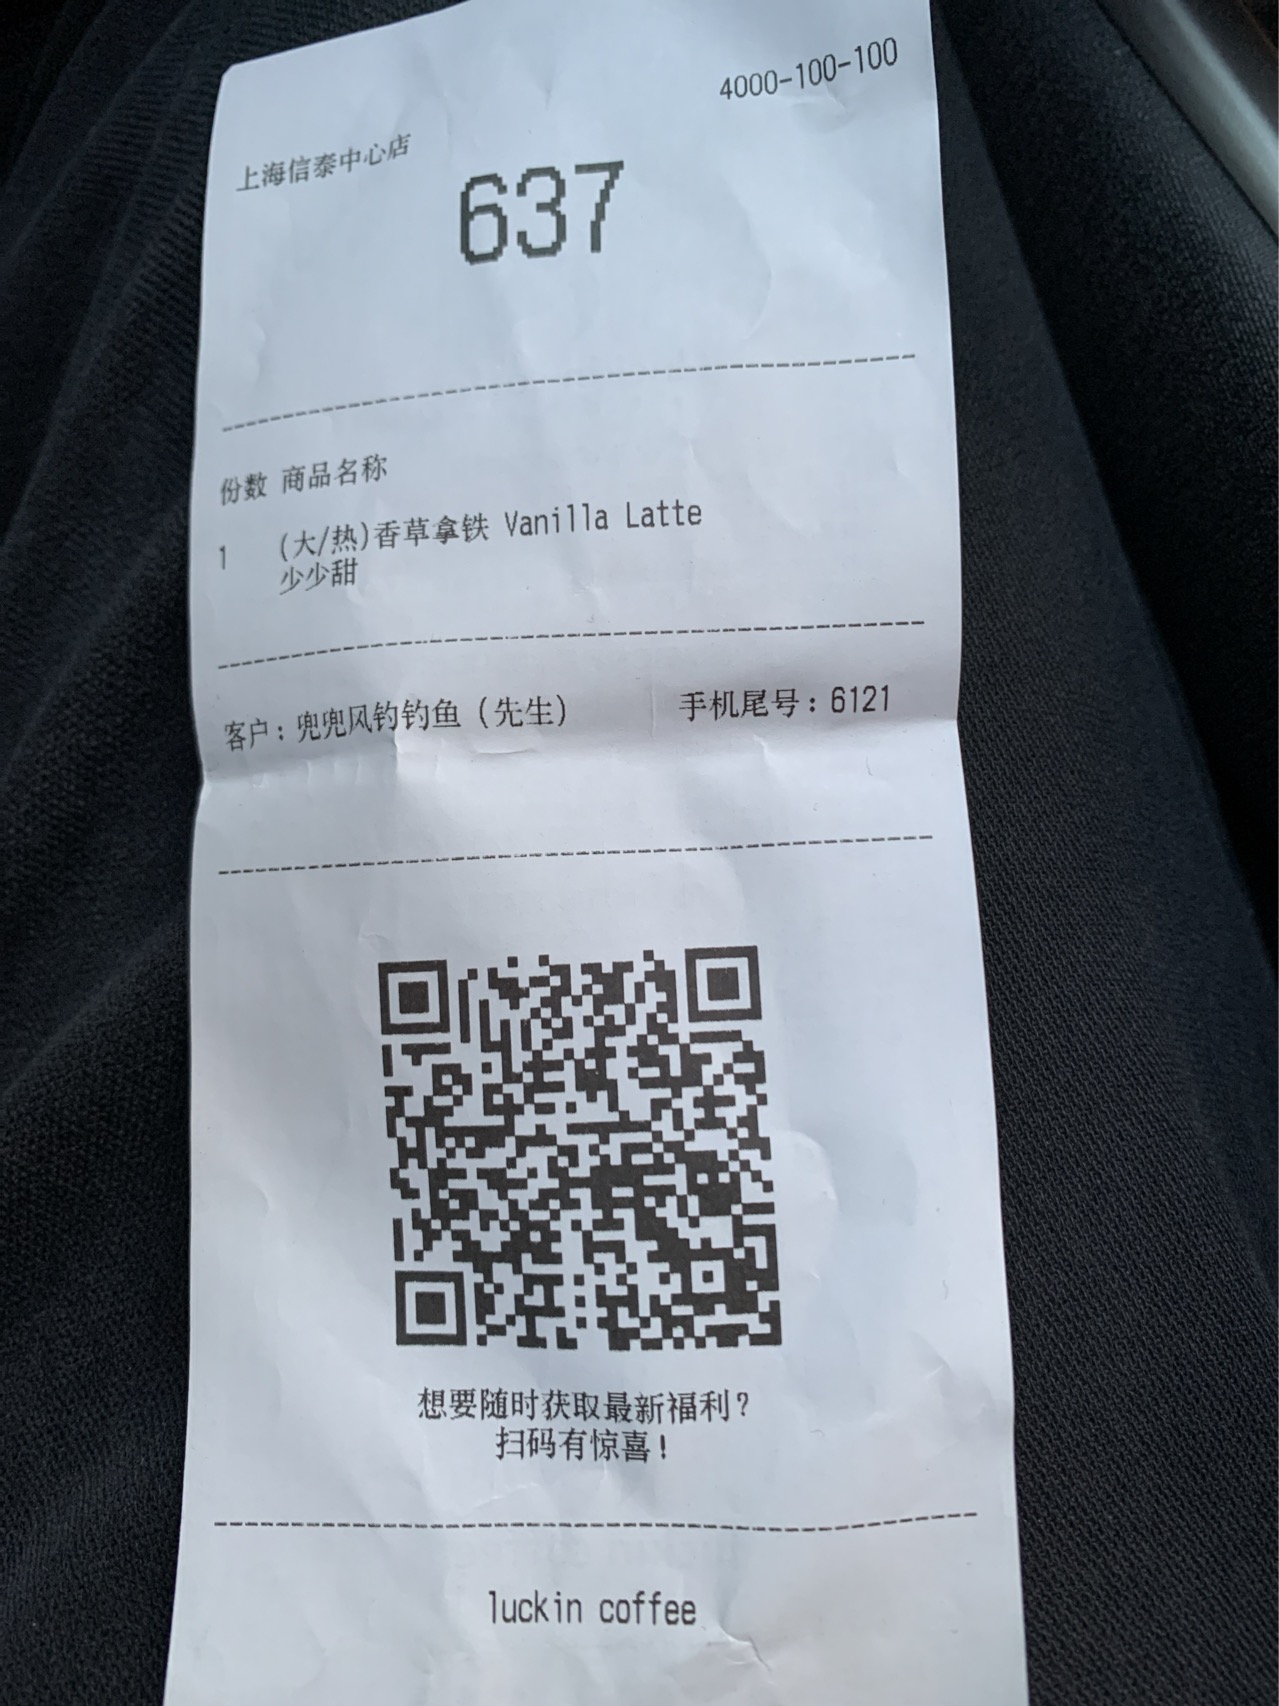 4000-100-100
上海信泰中心店
637
份数 商品名称
1 (大/热)香草拿铁 Vanilla Latte
少少甜
客户：兜兜风钓钓鱼（先生） 手机尾号：6121
想要随时获取最新福利？
扫码有惊喜！
luckin coffee